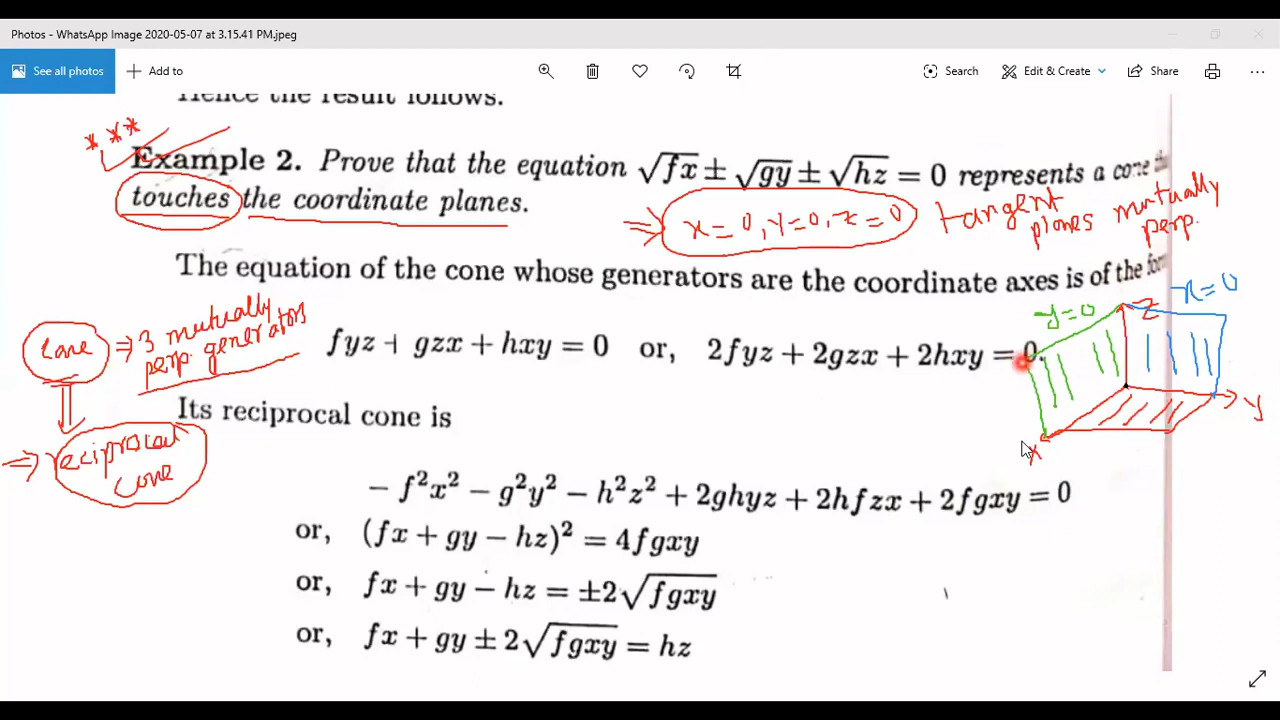 Photos - WhatsApp Image 2020-05-07 at 3.15.41 PM.jpeg
See all photos
Add to
Search
Edit & Create
Share
Hence the result follows.
***
Example 2. Prove that the equation √fx ± √gy ± √hz = 0 represents a cone
touches the coordinate planes.
⇒ x=0, y=0, z=0
tangent planes mutually perp.
The equation of the cone whose generators are the coordinate axes is of the form
Cone ⇒ 3 mutually perp. generators
fyz + gzx + hxy = 0 or, 2fyz + 2gzx + 2hxy = 0.
y=0
z
x=0
y
x
Its reciprocal cone is
⇒ reciprocal cone
− f²x² − g²y² − h²z² + 2ghyz + 2hfzx + 2fgxy = 0
or, (fx + gy − hz)² = 4fgxy
or, fx + gy − hz = ±2√fgxy
or, fx + gy ± 2√fgxy = hz